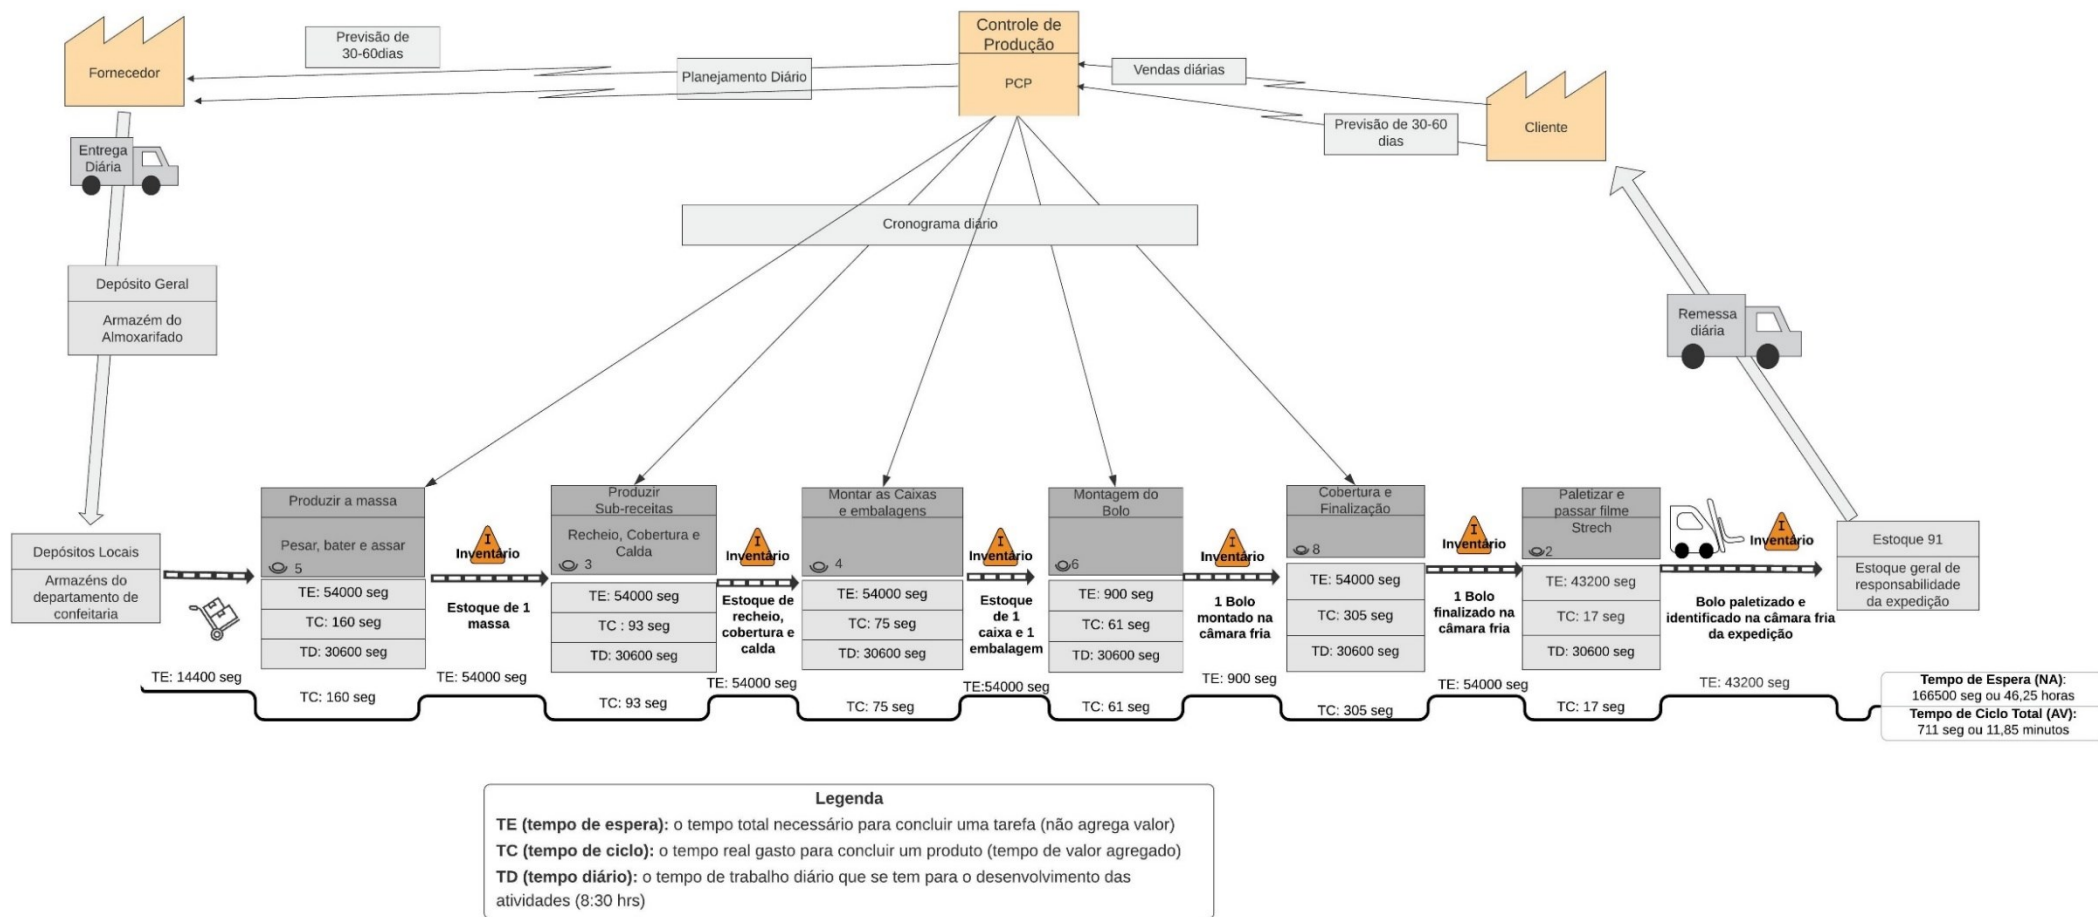 Previsão de
30-60dias
Fornecedor
Planejamento Diário
Controle de
Produção
PCP
Vendas diárias
Previsão de 30-60
dias
Cliente
Entrega
Diária
Cronograma diário
Depósito Geral
Armazém do
Almoxarifado
Remessa
diária
Depósitos Locais
Armazéns do
departamento de
confeitaria
Produzir a massa
Pesar, bater e assar
5
TE: 54000 seg
TC: 160 seg
TD: 30600 seg
I
Inventário
Estoque de 1
massa
Produzir
Sub-receitas
Recheio, Cobertura e
Calda
3
TE: 54000 seg
TC : 93 seg
TD: 30600 seg
I
Inventário
Estoque de
recheio,
cobertura e
calda
Montar as Caixas
e embalagens
4
TE: 54000 seg
TC: 75 seg
TD: 30600 seg
I
Inventário
Estoque
de 1
caixa e 1
embalagem
Montagem do
Bolo
6
TE: 900 seg
TC: 61 seg
TD: 30600 seg
I
Inventário
1 Bolo
montado na
câmara fria
Cobertura e
Finalização
8
TE: 54000 seg
TC: 305 seg
TD: 30600 seg
I
Inventário
1 Bolo
finalizado na
câmara fria
Paletizar e
passar filme
Strech
2
TE: 43200 seg
TC: 17 seg
TD: 30600 seg
I
Inventário
Bolo paletizado e
identificado na câmara fria
da expedição
Estoque 91
Estoque geral de
responsabilidade
da expedição
TE: 14400 seg
TC: 160 seg
TE: 54000 seg
TC: 93 seg
TE: 54000 seg
TC: 75 seg
TE:54000 seg
TC: 61 seg
TE: 900 seg
TC: 305 seg
TE: 54000 seg
TC: 17 seg
TE: 43200 seg
Tempo de Espera (NA):
166500 seg ou 46,25 horas
Tempo de Ciclo Total (AV):
711 seg ou 11,85 minutos
Legenda
TE (tempo de espera): o tempo total necessário para concluir uma tarefa (não agrega valor)
TC (tempo de ciclo): o tempo real gasto para concluir um produto (tempo de valor agregado)
TD (tempo diário): o tempo de trabalho diário que se tem para o desenvolvimento das
atividades (8:30 hrs)